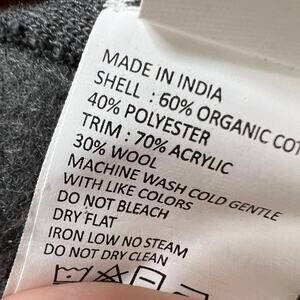 MADE IN INDIA
SHELL : 60% ORGANIC COT
40% POLYESTER
TRIM : 70% ACRYLIC
30% WOOL
MACHINE WASH COLD GENTLE
WITH LIKE COLORS
DO NOT BLEACH
DRY FLAT
IRON LOW NO STEAM
DO NOT DRY CLEAN